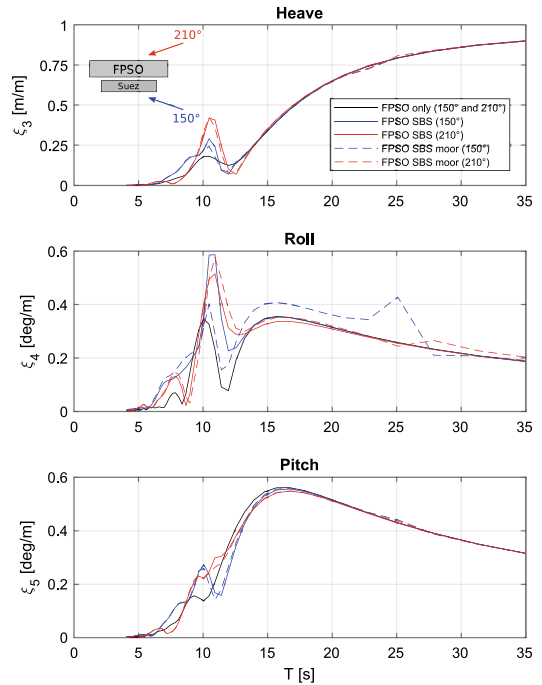 Heave
ξ3 [m/m]
1
0.75
0.5
0.25
0
210°
FPSO
Suez
150°
FPSO only (150° and 210°)
FPSO SBS (150°)
FPSO SBS (210°)
FPSO SBS moor (150°)
FPSO SBS moor (210°)
0 5 10 15 20 25 30 35
Roll
ξ4 [deg/m]
0.6
0.4
0.2
0
0 5 10 15 20 25 30 35
Pitch
ξ5 [deg/m]
0.6
0.4
0.2
0
0 5 10 15 20 25 30 35
T [s]